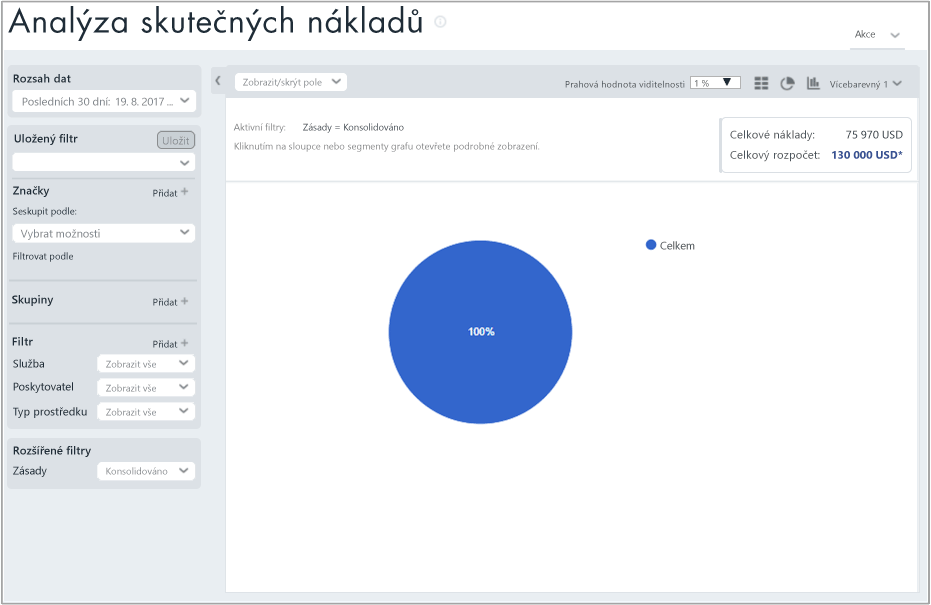 Analýza skutečných nákladů
Akce
Rozsah dat
Posledních 30 dní: 19. 8. 2017 ...
Uložený filtr
Uložit
Značky
Přidat +
Seskupit podle:
Vybrat možnosti
Filtrovat podle
Skupiny
Přidat +
Filtr
Přidat +
Služba
Zobrazit vše
Poskytovatel
Zobrazit vše
Typ prostředku
Zobrazit vše
Rozšířené filtry
Zásady
Konsolidováno
Zobrazit/skrýt pole
Prahová hodnota viditelnosti
1 %
Vícebarevný 1
Aktivní filtry: Zásady = Konsolidováno
Kliknutím na sloupce nebo segmenty grafu otevřete podrobné zobrazení.
Celkové náklady: 75 970 USD
Celkový rozpočet: 130 000 USD*
Celkem
100%